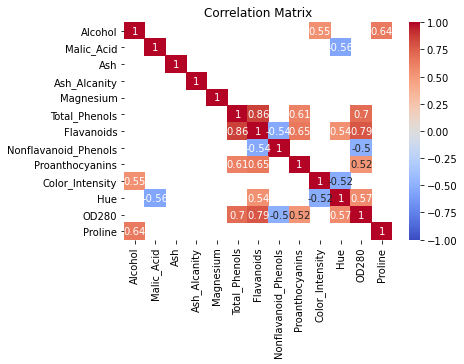 Correlation Matrix
Alcohol 1 0.55 0.64
Malic_Acid 1 -0.56
Ash 1
Ash_Alcanity 1
Magnesium 1
Total_Phenols 1 0.86 0.61 0.7
Flavanoids 0.86 1 -0.54 0.65 0.54 0.79
Nonflavanoid_Phenols -0.54 1 -0.5
Proanthocyanins 0.61 0.65 1 0.52
Color_Intensity 0.55 1 -0.52
Hue -0.56 0.54 -0.52 1 0.57
OD280 0.7 0.79 -0.5 0.52 0.57 1
Proline 0.64 1
Alcohol
Malic_Acid
Ash
Ash_Alcanity
Magnesium
Total_Phenols
Flavanoids
Nonflavanoid_Phenols
Proanthocyanins
Color_Intensity
Hue
OD280
Proline
1.00
0.75
0.50
0.25
0.00
-0.25
-0.50
-0.75
-1.00